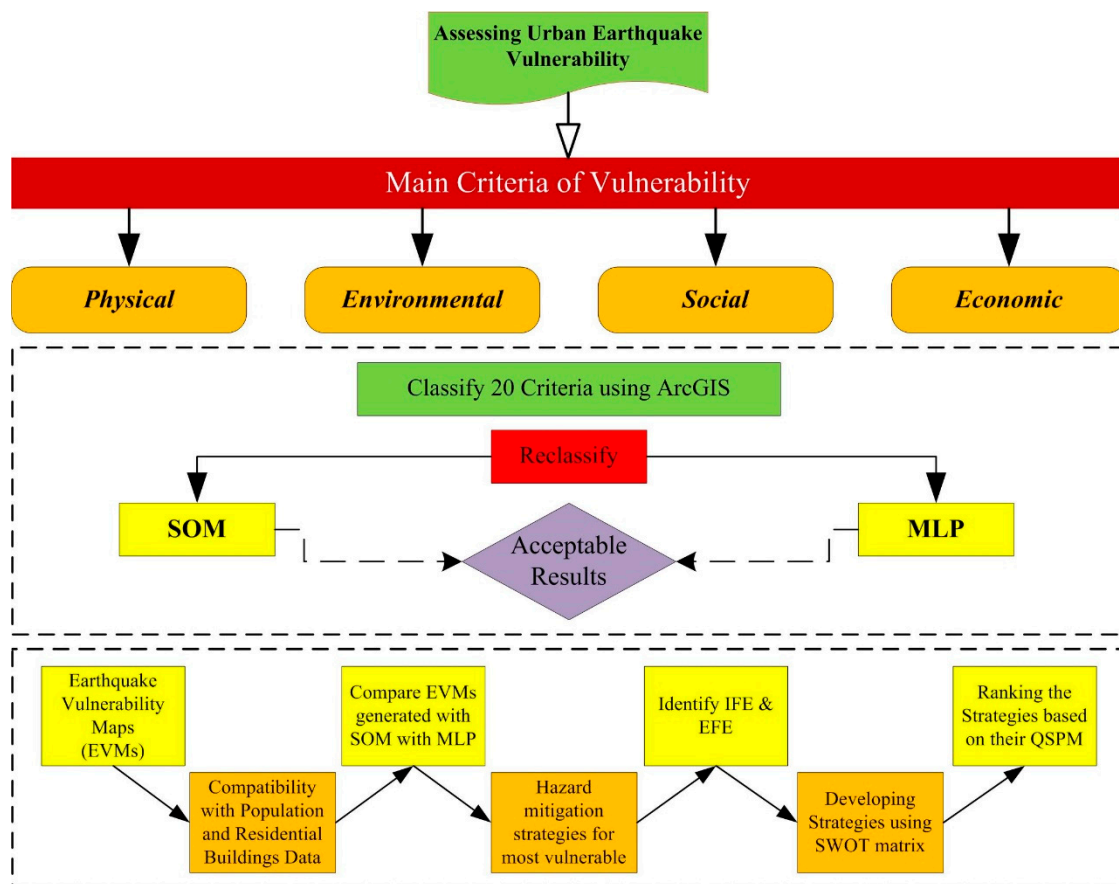 Assessing Urban Earthquake
Vulnerability
Main Criteria of Vulnerability
Physical
Environmental
Social
Economic
Classify 20 Criteria using ArcGIS
Reclassify
SOM
MLP
Acceptable
Results
Earthquake
Vulnerability
Maps
(EVMs)
Compatibility
with Population
and Residential
Buildings Data
Compare EVMs
generated with
SOM with MLP
Hazard
mitigation
strategies for
most vulnerable
Identify IFE &
EFE
Developing
Strategies using
SWOT matrix
Ranking the
Strategies based
on their QSPM